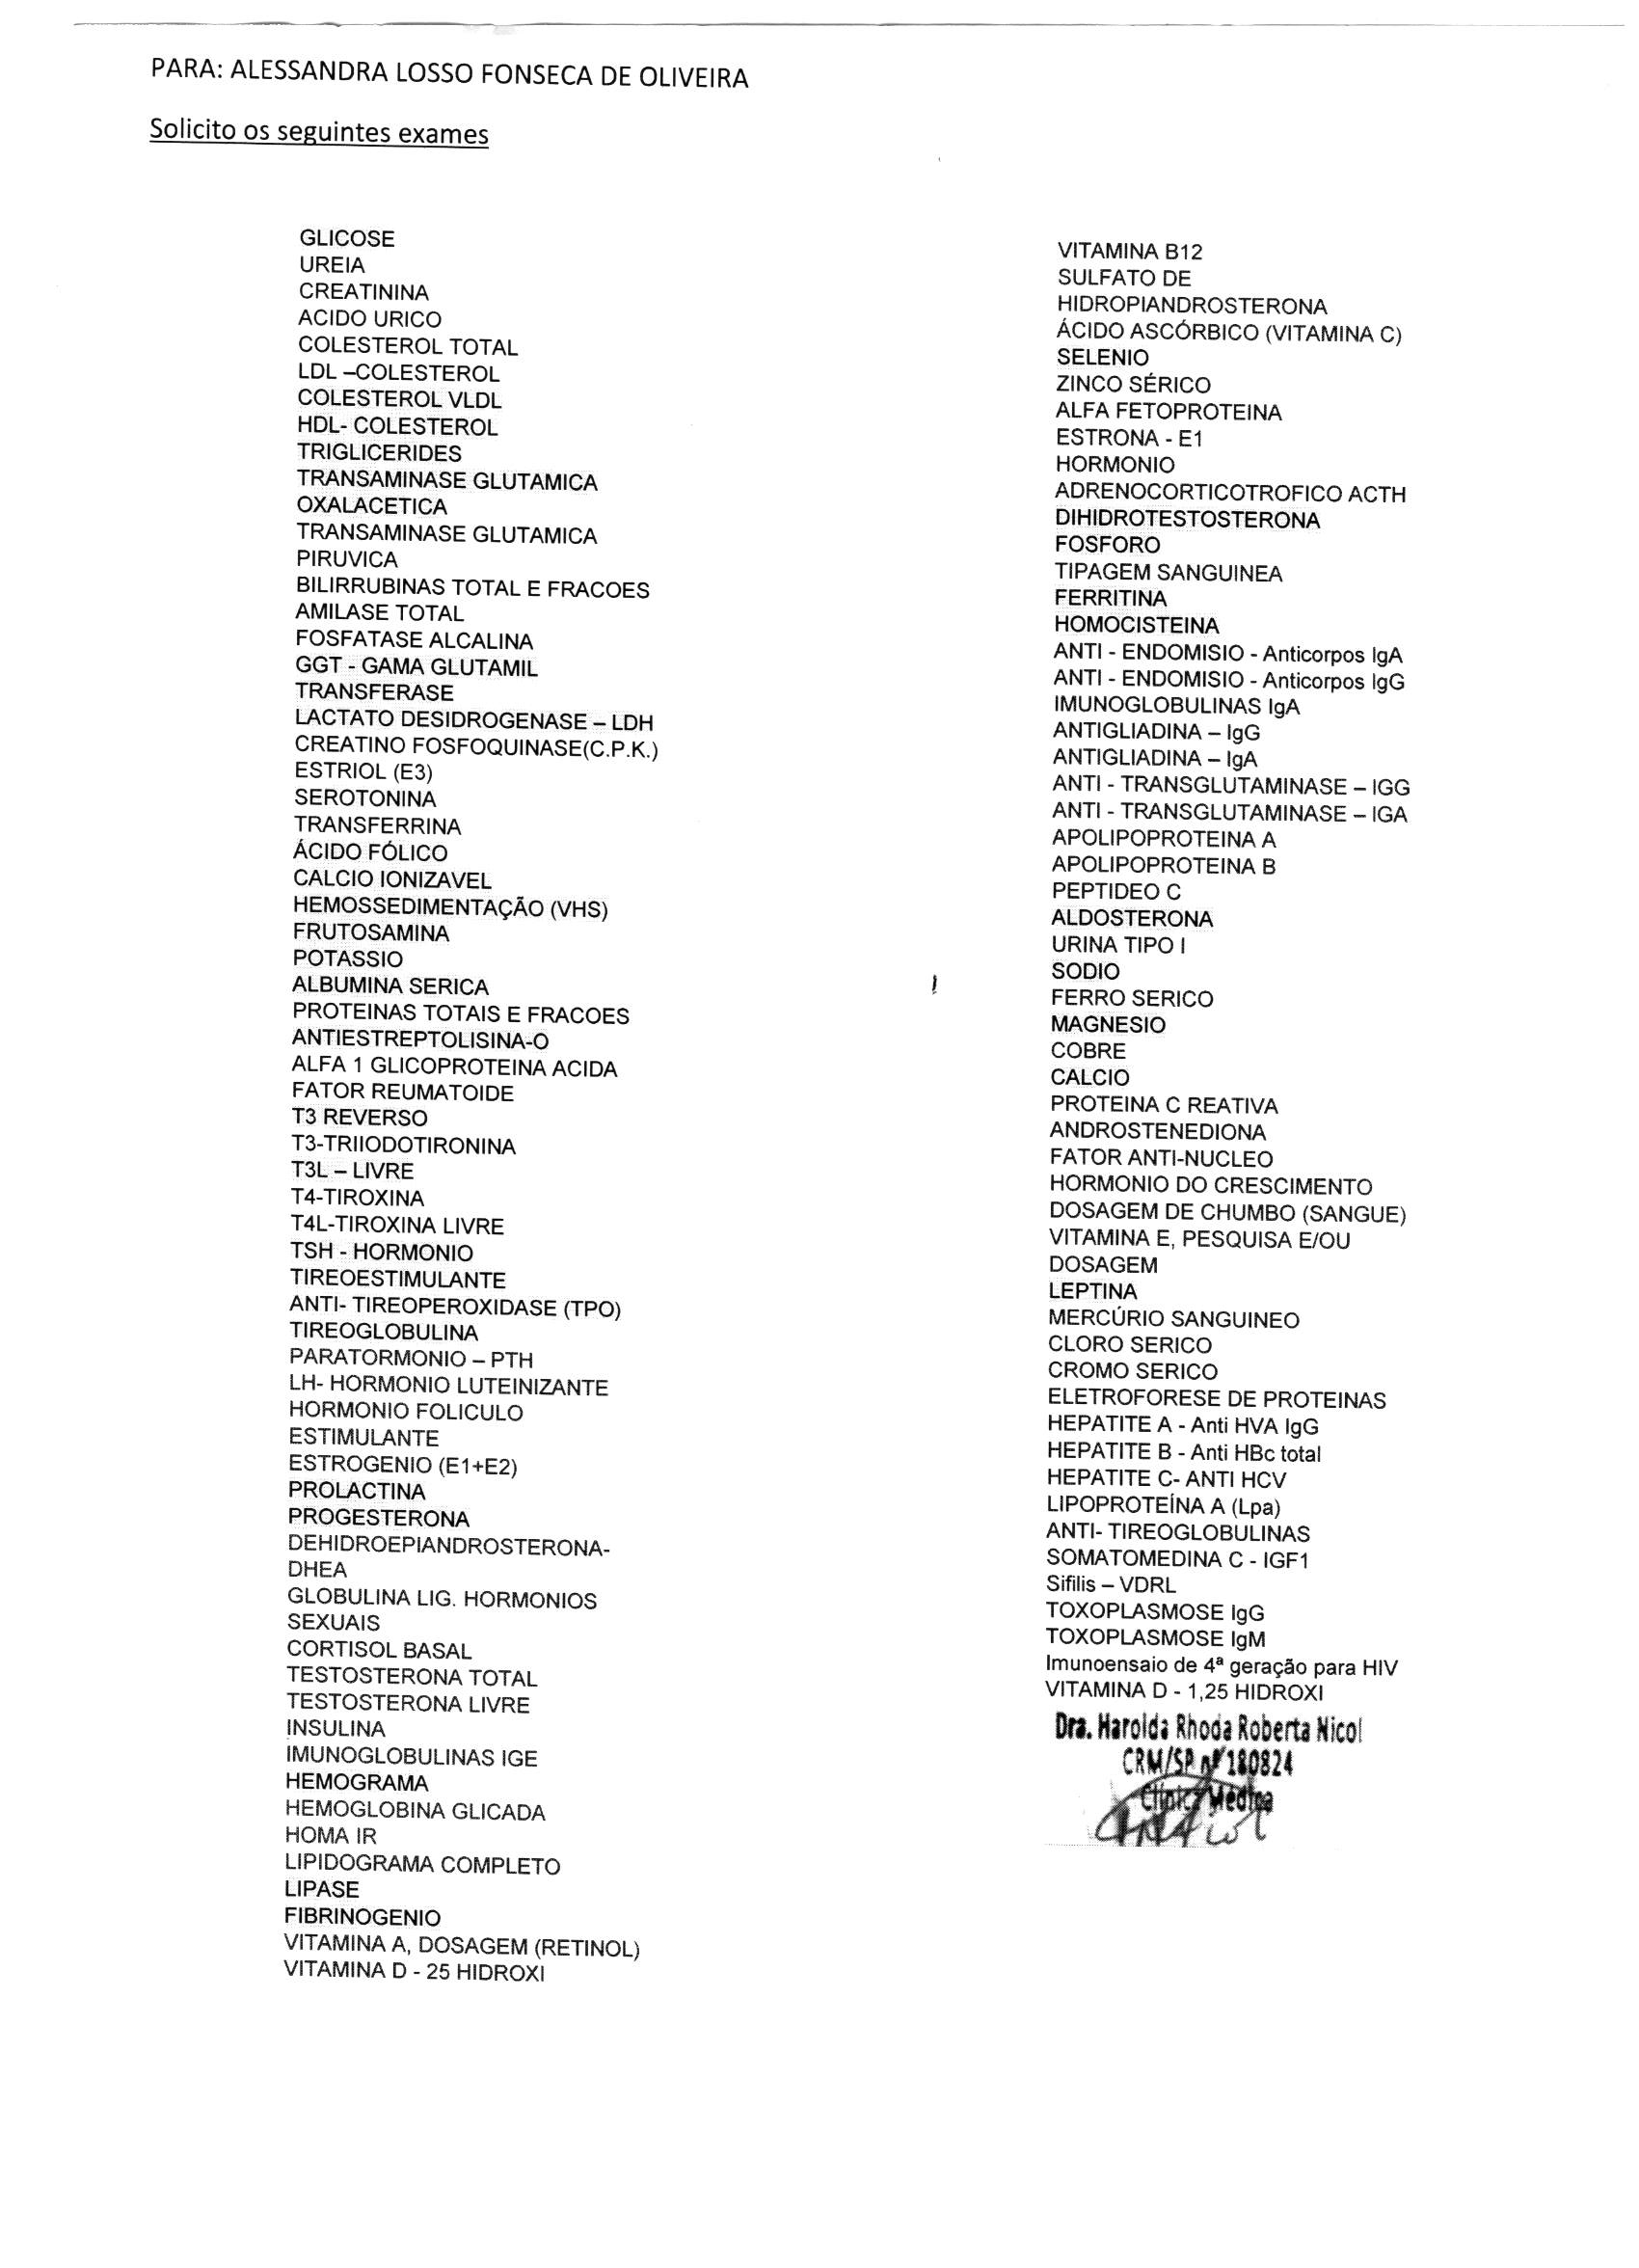 PARA: ALESSANDRA LOSSO FONSECA DE OLIVEIRA
Solicito os seguintes exames
GLICOSE
UREIA
CREATININA
ACIDO URICO
COLESTEROL TOTAL
LDL –COLESTEROL
COLESTEROL VLDL
HDL- COLESTEROL
TRIGLICERIDES
TRANSAMINASE GLUTAMICA
OXALACETICA
TRANSAMINASE GLUTAMICA
PIRUVICA
BILIRRUBINAS TOTAL E FRACOES
AMILASE TOTAL
FOSFATASE ALCALINA
GGT - GAMA GLUTAMIL
TRANSFERASE
LACTATO DESIDROGENASE – LDH
CREATINO FOSFOQUINASE(C.P.K.)
ESTRIOL (E3)
SEROTONINA
TRANSFERRINA
ÁCIDO FÓLICO
CALCIO IONIZAVEL
HEMOSSEDIMENTAÇÃO (VHS)
FRUTOSAMINA
POTASSIO
ALBUMINA SERICA
PROTEINAS TOTAIS E FRACOES
ANTIESTREPTOLISINA-O
ALFA 1 GLICOPROTEINA ACIDA
FATOR REUMATOIDE
T3 REVERSO
T3-TRIIODOTIRONINA
T3L – LIVRE
T4-TIROXINA
T4L-TIROXINA LIVRE
TSH - HORMONIO
TIREOESTIMULANTE
ANTI- TIREOPEROXIDASE (TPO)
TIREOGLOBULINA
PARATORMONIO – PTH
LH- HORMONIO LUTEINIZANTE
HORMONIO FOLICULO
ESTIMULANTE
ESTROGENIO (E1+E2)
PROLACTINA
PROGESTERONA
DEHIDROEPIANDROSTERONA-
DHEA
GLOBULINA LIG. HORMONIOS
SEXUAIS
CORTISOL BASAL
TESTOSTERONA TOTAL
TESTOSTERONA LIVRE
INSULINA
IMUNOGLOBULINAS IGE
HEMOGRAMA
HEMOGLOBINA GLICADA
HOMA IR
LIPIDOGRAMA COMPLETO
LIPASE
FIBRINOGENIO
VITAMINA A, DOSAGEM (RETINOL)
VITAMINA D - 25 HIDROXI
VITAMINA B12
SULFATO DE
HIDROPIANDROSTERONA
ÁCIDO ASCÓRBICO (VITAMINA C)
SELENIO
ZINCO SÉRICO
ALFA FETOPROTEINA
ESTRONA - E1
HORMONIO
ADRENOCORTICOTROFICO ACTH
DIHIDROTESTOSTERONA
FOSFORO
TIPAGEM SANGUINEA
FERRITINA
HOMOCISTEINA
ANTI - ENDOMISIO - Anticorpos IgA
ANTI - ENDOMISIO - Anticorpos IgG
IMUNOGLOBULINAS IgA
ANTIGLIADINA – IgG
ANTIGLIADINA – IgA
ANTI - TRANSGLUTAMINASE – IGG
ANTI - TRANSGLUTAMINASE – IGA
APOLIPOPROTEINA A
APOLIPOPROTEINA B
PEPTIDEO C
ALDOSTERONA
URINA TIPO I
SODIO
FERRO SERICO
MAGNESIO
COBRE
CALCIO
PROTEINA C REATIVA
ANDROSTENEDIONA
FATOR ANTI-NUCLEO
HORMONIO DO CRESCIMENTO
DOSAGEM DE CHUMBO (SANGUE)
VITAMINA E, PESQUISA E/OU
DOSAGEM
LEPTINA
MERCÚRIO SANGUINEO
CLORO SERICO
CROMO SERICO
ELETROFORESE DE PROTEINAS
HEPATITE A - Anti HVA IgG
HEPATITE B - Anti HBc total
HEPATITE C- ANTI HCV
LIPOPROTEÍNA A (Lpa)
ANTI- TIREOGLOBULINAS
SOMATOMEDINA C - IGF1
Sifilis – VDRL
TOXOPLASMOSE IgG
TOXOPLASMOSE IgM
Imunoensaio de 4ª geração para HIV
VITAMINA D - 1,25 HIDROXI
Dra. Harolda Rhoda Roberta Nicol
CRM/SP nº 180824
Clínica Médica